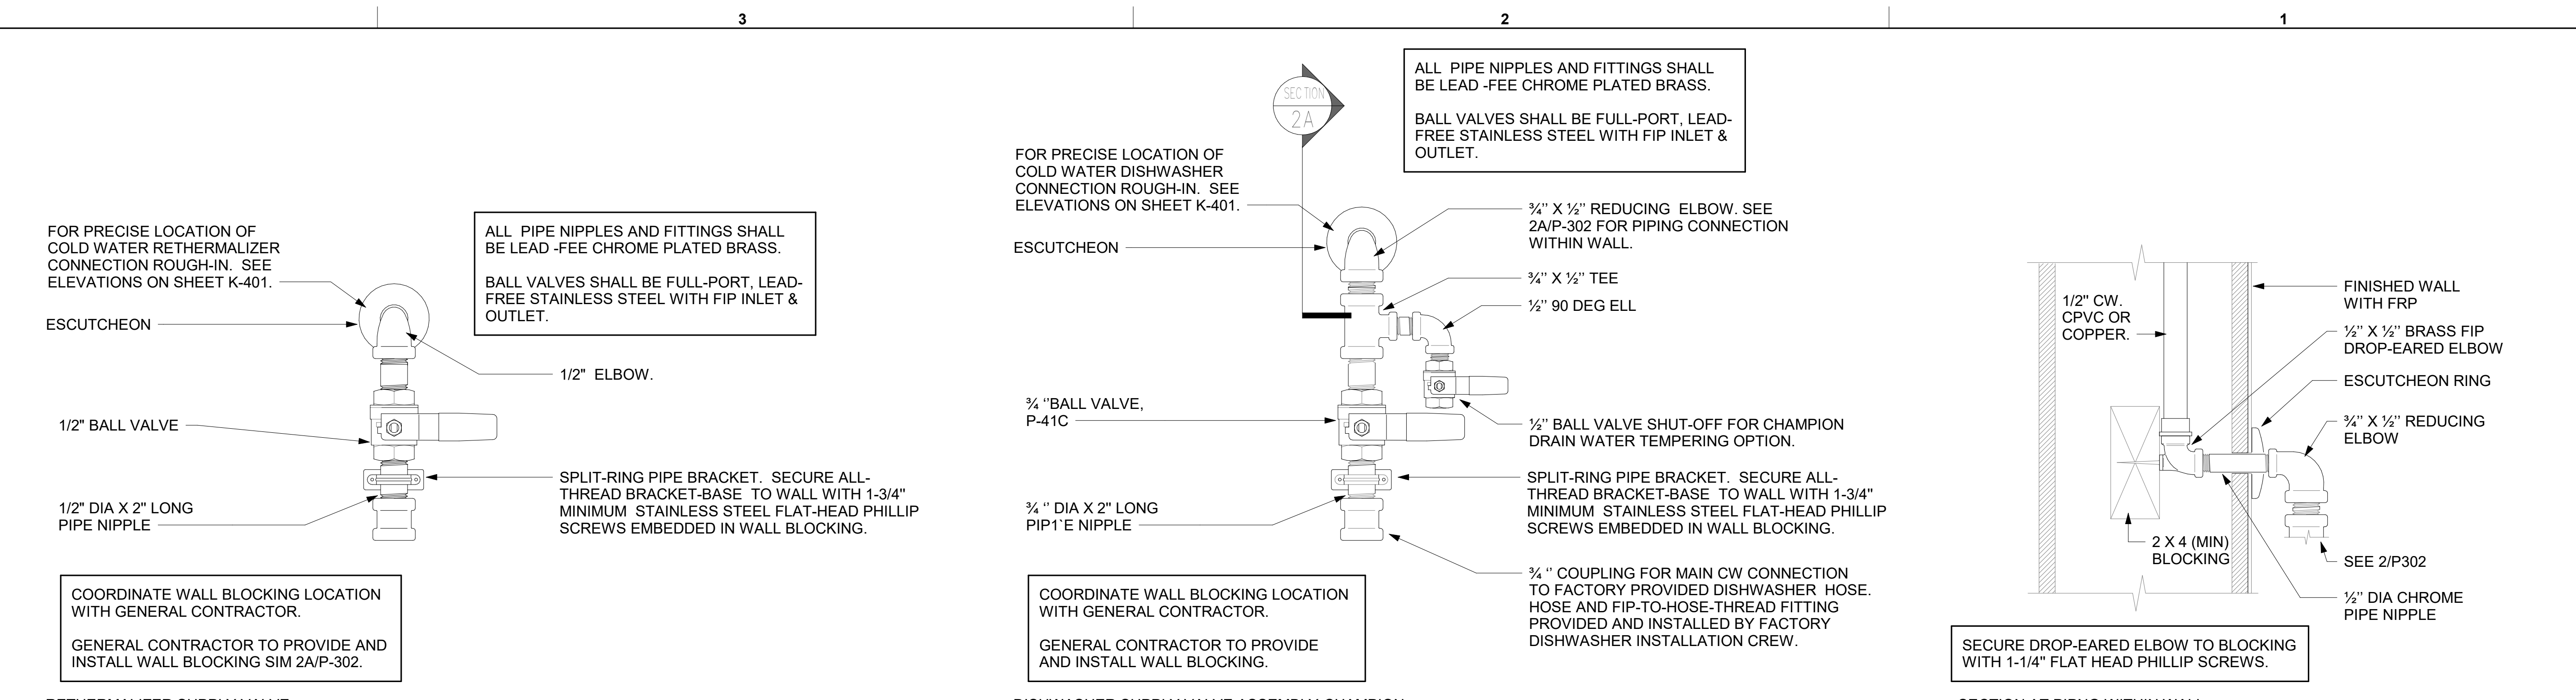 3
2
1
FOR PRECISE LOCATION OF
COLD WATER RETHERMALIZER
CONNECTION ROUGH-IN.  SEE
ELEVATIONS ON SHEET K-401.
ESCUTCHEON
1/2" BALL VALVE
1/2" DIA X 2" LONG
PIPE NIPPLE
ALL  PIPE NIPPLES AND FITTINGS SHALL
BE LEAD -FEE CHROME PLATED BRASS.
BALL VALVES SHALL BE FULL-PORT, LEAD-
FREE STAINLESS STEEL WITH FIP INLET &
OUTLET.
1/2"  ELBOW.
SPLIT-RING PIPE BRACKET.  SECURE ALL-
THREAD BRACKET-BASE  TO WALL WITH 1-3/4"
MINIMUM  STAINLESS STEEL FLAT-HEAD PHILLIP
SCREWS EMBEDDED IN WALL BLOCKING.
COORDINATE WALL BLOCKING LOCATION
WITH GENERAL CONTRACTOR.
GENERAL CONTRACTOR TO PROVIDE AND
INSTALL WALL BLOCKING SIM 2A/P-302.
SECTION
2A
ALL  PIPE NIPPLES AND FITTINGS SHALL
BE LEAD -FEE CHROME PLATED BRASS.
BALL VALVES SHALL BE FULL-PORT, LEAD-
FREE STAINLESS STEEL WITH FIP INLET &
OUTLET.
FOR PRECISE LOCATION OF
COLD WATER DISHWASHER
CONNECTION ROUGH-IN.  SEE
ELEVATIONS ON SHEET K-401.
ESCUTCHEON
¾ ‘’BALL VALVE,
P-41C
¾ ‘’ DIA X 2" LONG
PIP1`E NIPPLE
¾’’ X ½’’ REDUCING  ELBOW. SEE
2A/P-302 FOR PIPING CONNECTION
WITHIN WALL.
¾’’ X ½’’ TEE
½’’ 90 DEG ELL
½’’ BALL VALVE SHUT-OFF FOR CHAMPION
DRAIN WATER TEMPERING OPTION.
SPLIT-RING PIPE BRACKET.  SECURE ALL-
THREAD BRACKET-BASE  TO WALL WITH 1-3/4"
MINIMUM  STAINLESS STEEL FLAT-HEAD PHILLIP
SCREWS EMBEDDED IN WALL BLOCKING.
¾ ‘’ COUPLING FOR MAIN CW CONNECTION
TO FACTORY PROVIDED DISHWASHER  HOSE.
HOSE AND FIP-TO-HOSE-THREAD FITTING
PROVIDED AND INSTALLED BY FACTORY
DISHWASHER INSTALLATION CREW.
COORDINATE WALL BLOCKING LOCATION
WITH GENERAL CONTRACTOR.
GENERAL CONTRACTOR TO PROVIDE
AND INSTALL WALL BLOCKING.
1/2" CW.
CPVC OR
COPPER.
FINISHED WALL
WITH FRP
½’’ X ½’’ BRASS FIP
DROP-EARED ELBOW
ESCUTCHEON RING
¾’’ X ½’’ REDUCING
ELBOW
2 X 4 (MIN)
BLOCKING
SEE 2/P302
½’’ DIA CHROME
PIPE NIPPLE
SECURE DROP-EARED ELBOW TO BLOCKING
WITH 1-1/4" FLAT HEAD PHILLIP SCREWS.